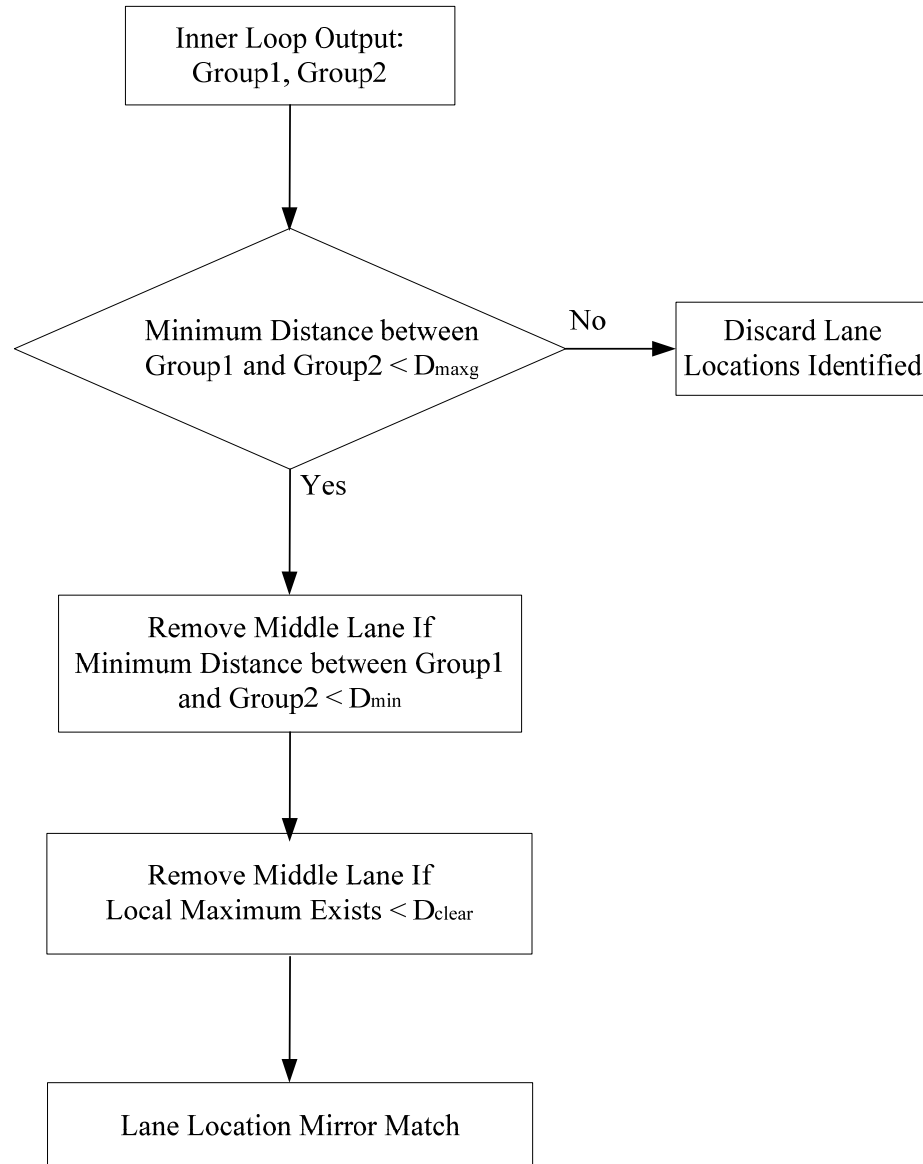 Inner Loop Output:
Group1, Group2
Minimum Distance between
Group1 and Group2 < Dmaxg
No
Discard Lane
Locations Identified
Yes
Remove Middle Lane If
Minimum Distance between Group1
and Group2 < Dmin
Remove Middle Lane If
Local Maximum Exists < Dclear
Lane Location Mirror Match